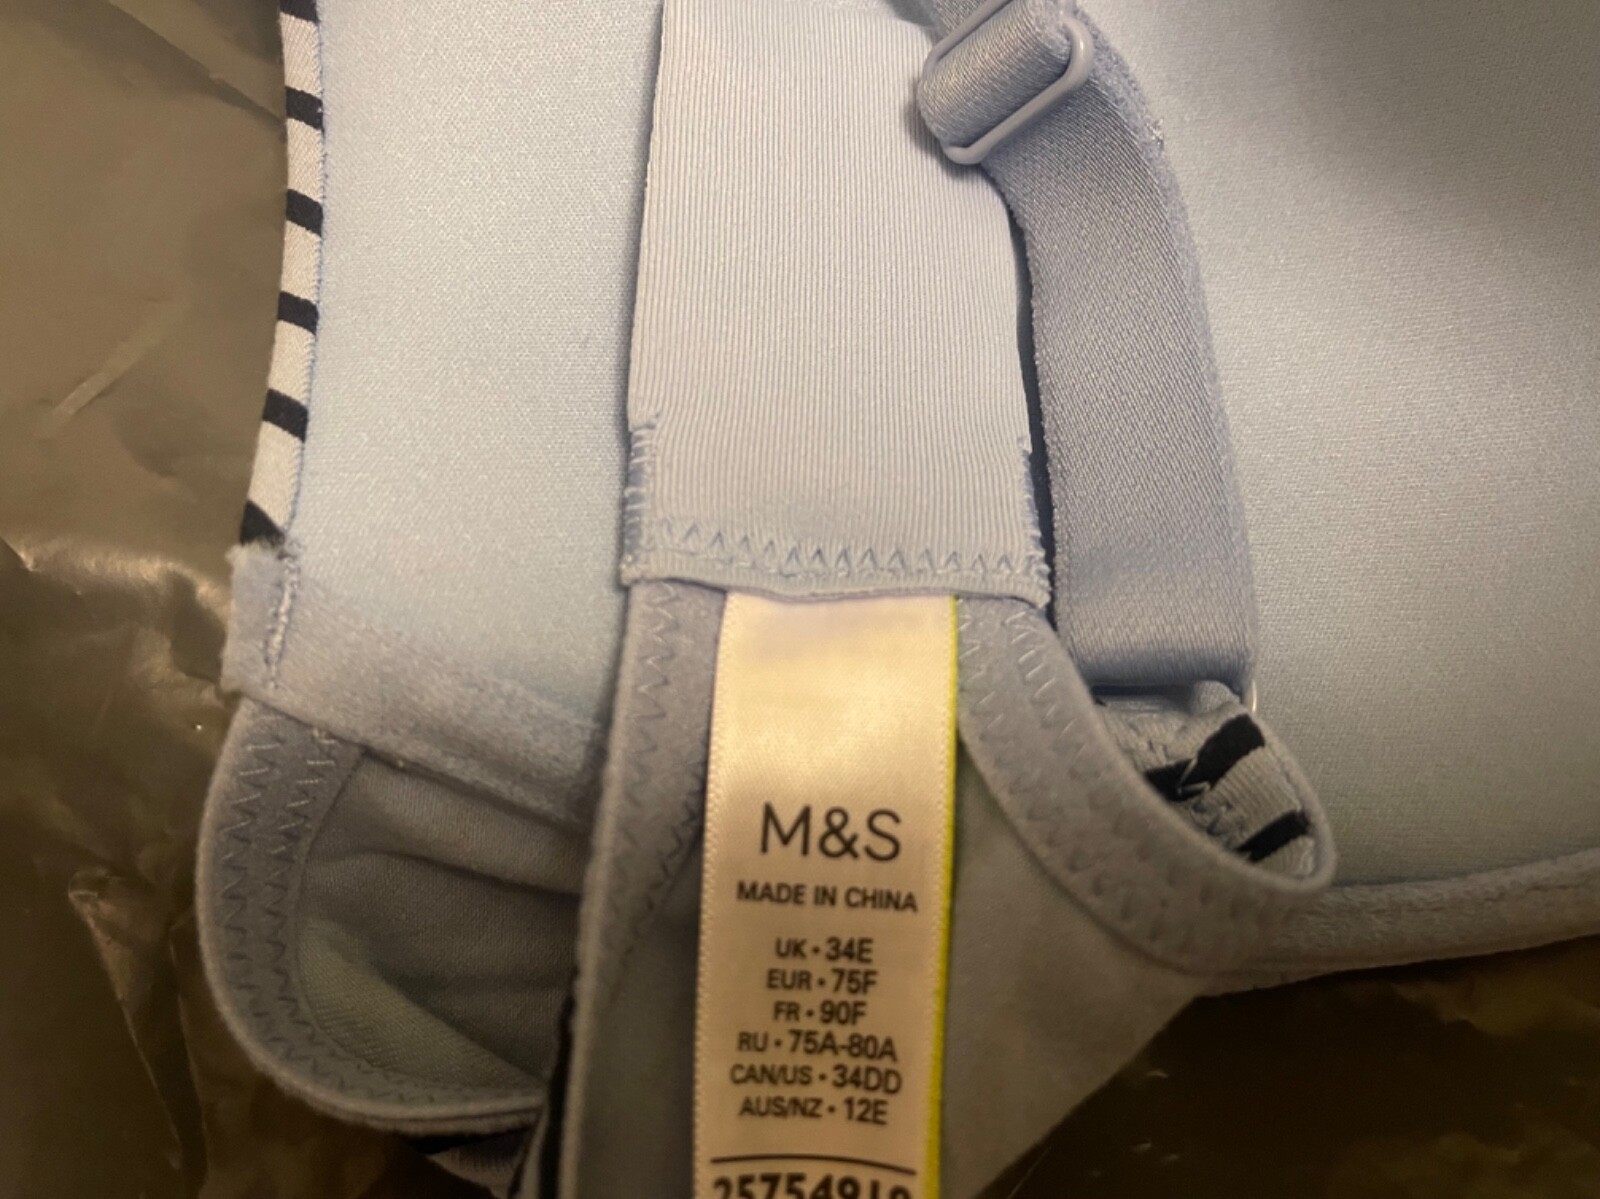 M&S
MADE IN CHINA
UK • 34E
EUR • 75F
FR • 90F
RU • 75A-80A
CAN/US • 34DD
AUS/NZ • 12E